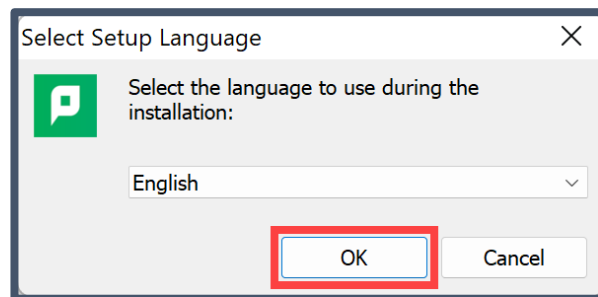 Select Setup Language
Select the language to use during the
installation:
English
OK Cancel